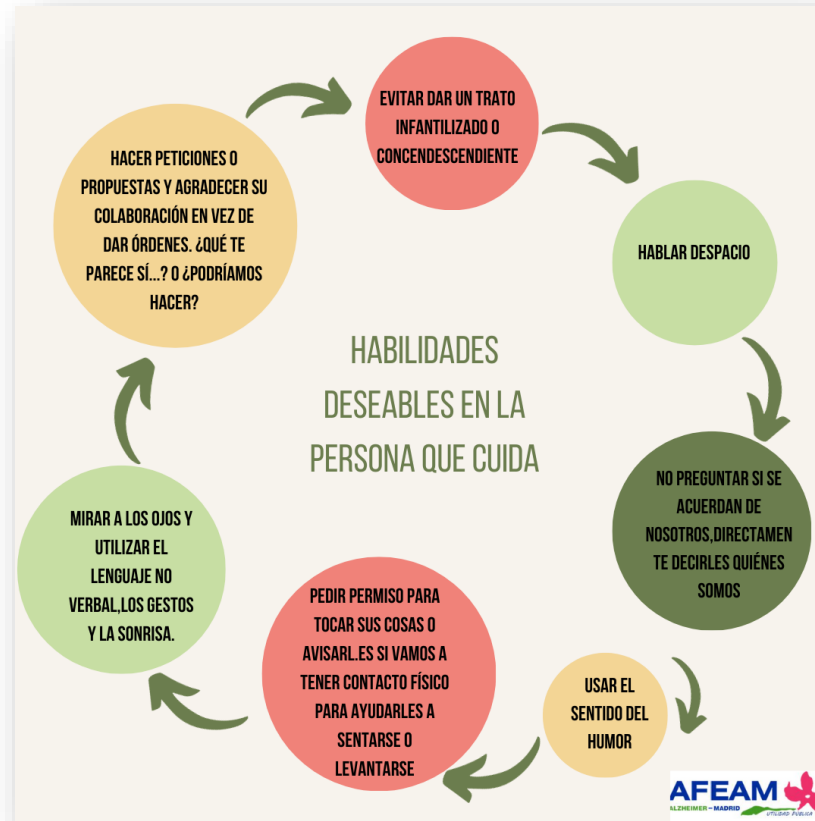 HABILIDADES
DESEABLES EN LA
PERSONA QUE CUIDA
EVITAR DAR UN TRATO
INFANTILIZADO O
CONCENDESCENDIENTE
HABLAR DESPACIO
NO PREGUNTAR SI SE
ACUERDAN DE
NOSOTROS,DIRECTAMEN
TE DECIRLES QUIÉNES
SOMOS
USAR EL
SENTIDO DEL
HUMOR
PEDIR PERMISO PARA
TOCAR SUS COSAS O
AVISARL.ES SI VAMOS A
TENER CONTACTO FÍSICO
PARA AYUDARLES A
SENTARSE O
LEVANTARSE
MIRAR A LOS OJOS Y
UTILIZAR EL
LENGUAJE NO
VERBAL,LOS GESTOS
Y LA SONRISA.
HACER PETICIONES O
PROPUESTAS Y AGRADECER SU
COLABORACIÓN EN VEZ DE
DAR ÓRDENES. ¿QUÉ TE
PARECE SÍ...? O ¿PODRÍAMOS
HACER?
AFEAM
ALZHEIMER – MADRID
UTILIDAD PÚBLICA